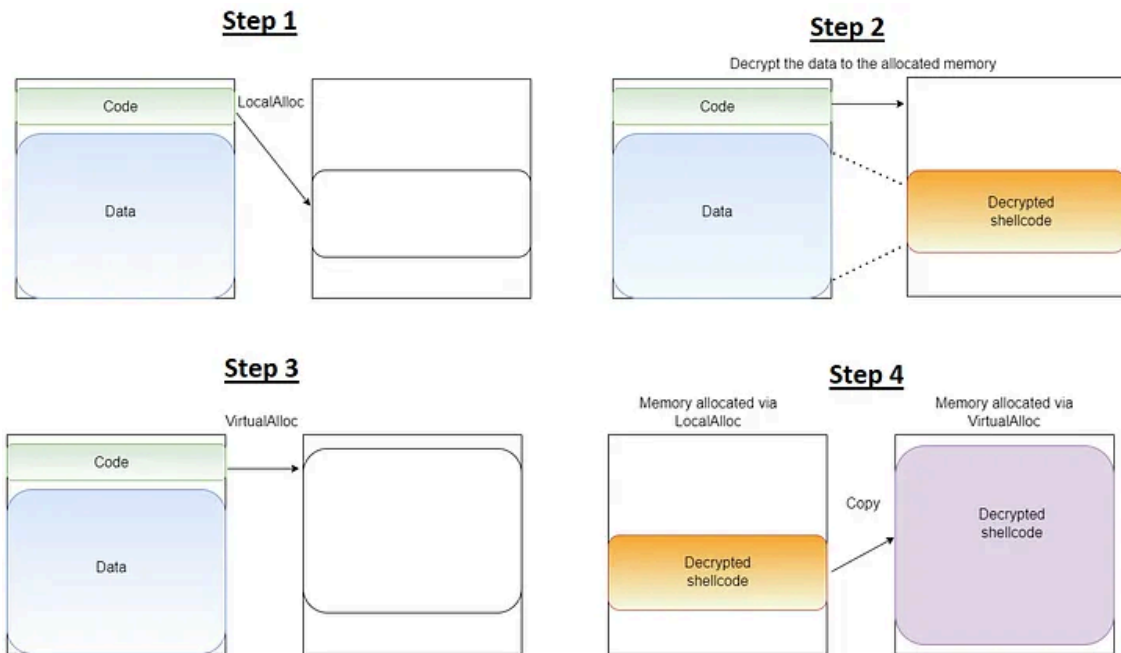 Step 1
Code
LocalAlloc
Data
Step 2
Decrypt the data to the allocated memory
Code
Data
Decrypted
shellcode
Step 3
VirtualAlloc
Code
Data
Step 4
Memory allocated via
LocalAlloc
Memory allocated via
VirtualAlloc
Copy
Decrypted
shellcode
Decrypted
shellcode